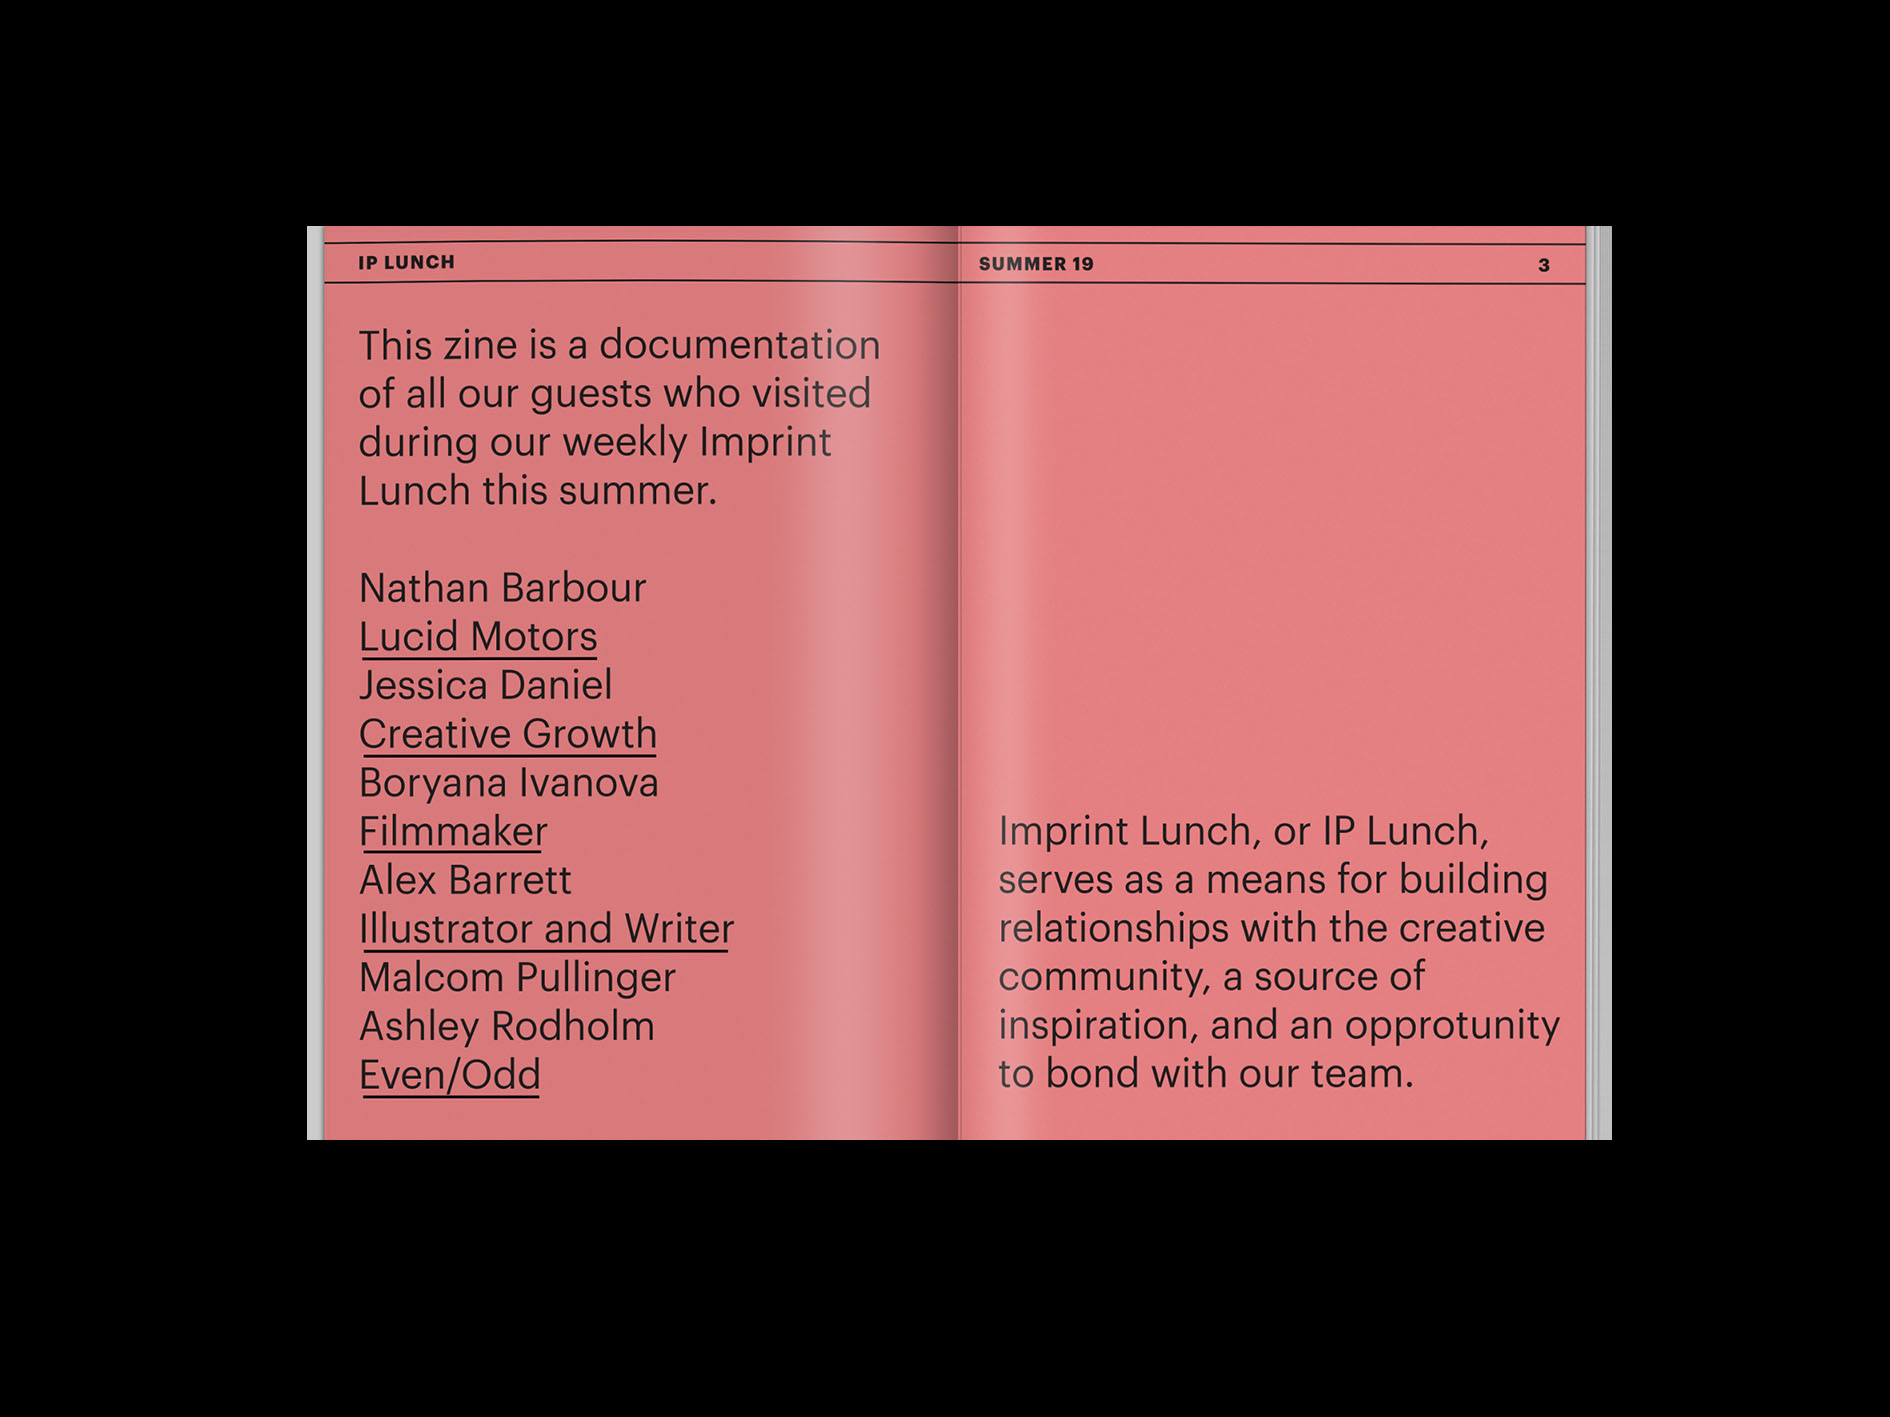 IP LUNCH
This zine is a documentation
of all our guests who visited
during our weekly Imprint
Lunch this summer.
Nathan Barbour
Lucid Motors
Jessica Daniel
Creative Growth
Boryana Ivanova
Filmmaker
Alex Barrett
Illustrator and Writer
Malcom Pullinger
Ashley Rodholm
Even/Odd
SUMMER 19 3
Imprint Lunch, or IP Lunch,
serves as a means for building
relationships with the creative
community, a source of
inspiration, and an opprotunity
to bond with our team.